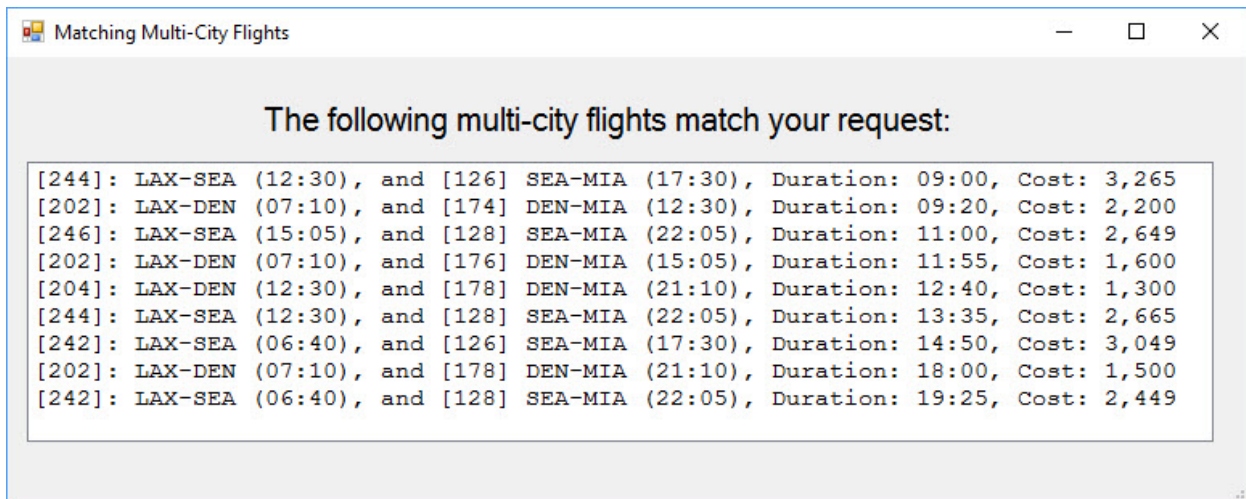 Matching Multi-City Flights
The following multi-city flights match your request:
[244]: LAX-SEA (12:30), and [126] SEA-MIA (17:30), Duration: 09:00, Cost: 3,265
[202]: LAX-DEN (07:10), and [174] DEN-MIA (12:30), Duration: 09:20, Cost: 2,200
[246]: LAX-SEA (15:05), and [128] SEA-MIA (22:05), Duration: 11:00, Cost: 2,649
[202]: LAX-DEN (07:10), and [176] DEN-MIA (15:05), Duration: 11:55, Cost: 1,600
[204]: LAX-DEN (12:30), and [178] DEN-MIA (21:10), Duration: 12:40, Cost: 1,300
[244]: LAX-SEA (12:30), and [128] SEA-MIA (22:05), Duration: 13:35, Cost: 2,665
[242]: LAX-SEA (06:40), and [126] SEA-MIA (17:30), Duration: 14:50, Cost: 3,049
[202]: LAX-DEN (07:10), and [178] DEN-MIA (21:10), Duration: 18:00, Cost: 1,500
[242]: LAX-SEA (06:40), and [128] SEA-MIA (22:05), Duration: 19:25, Cost: 2,449